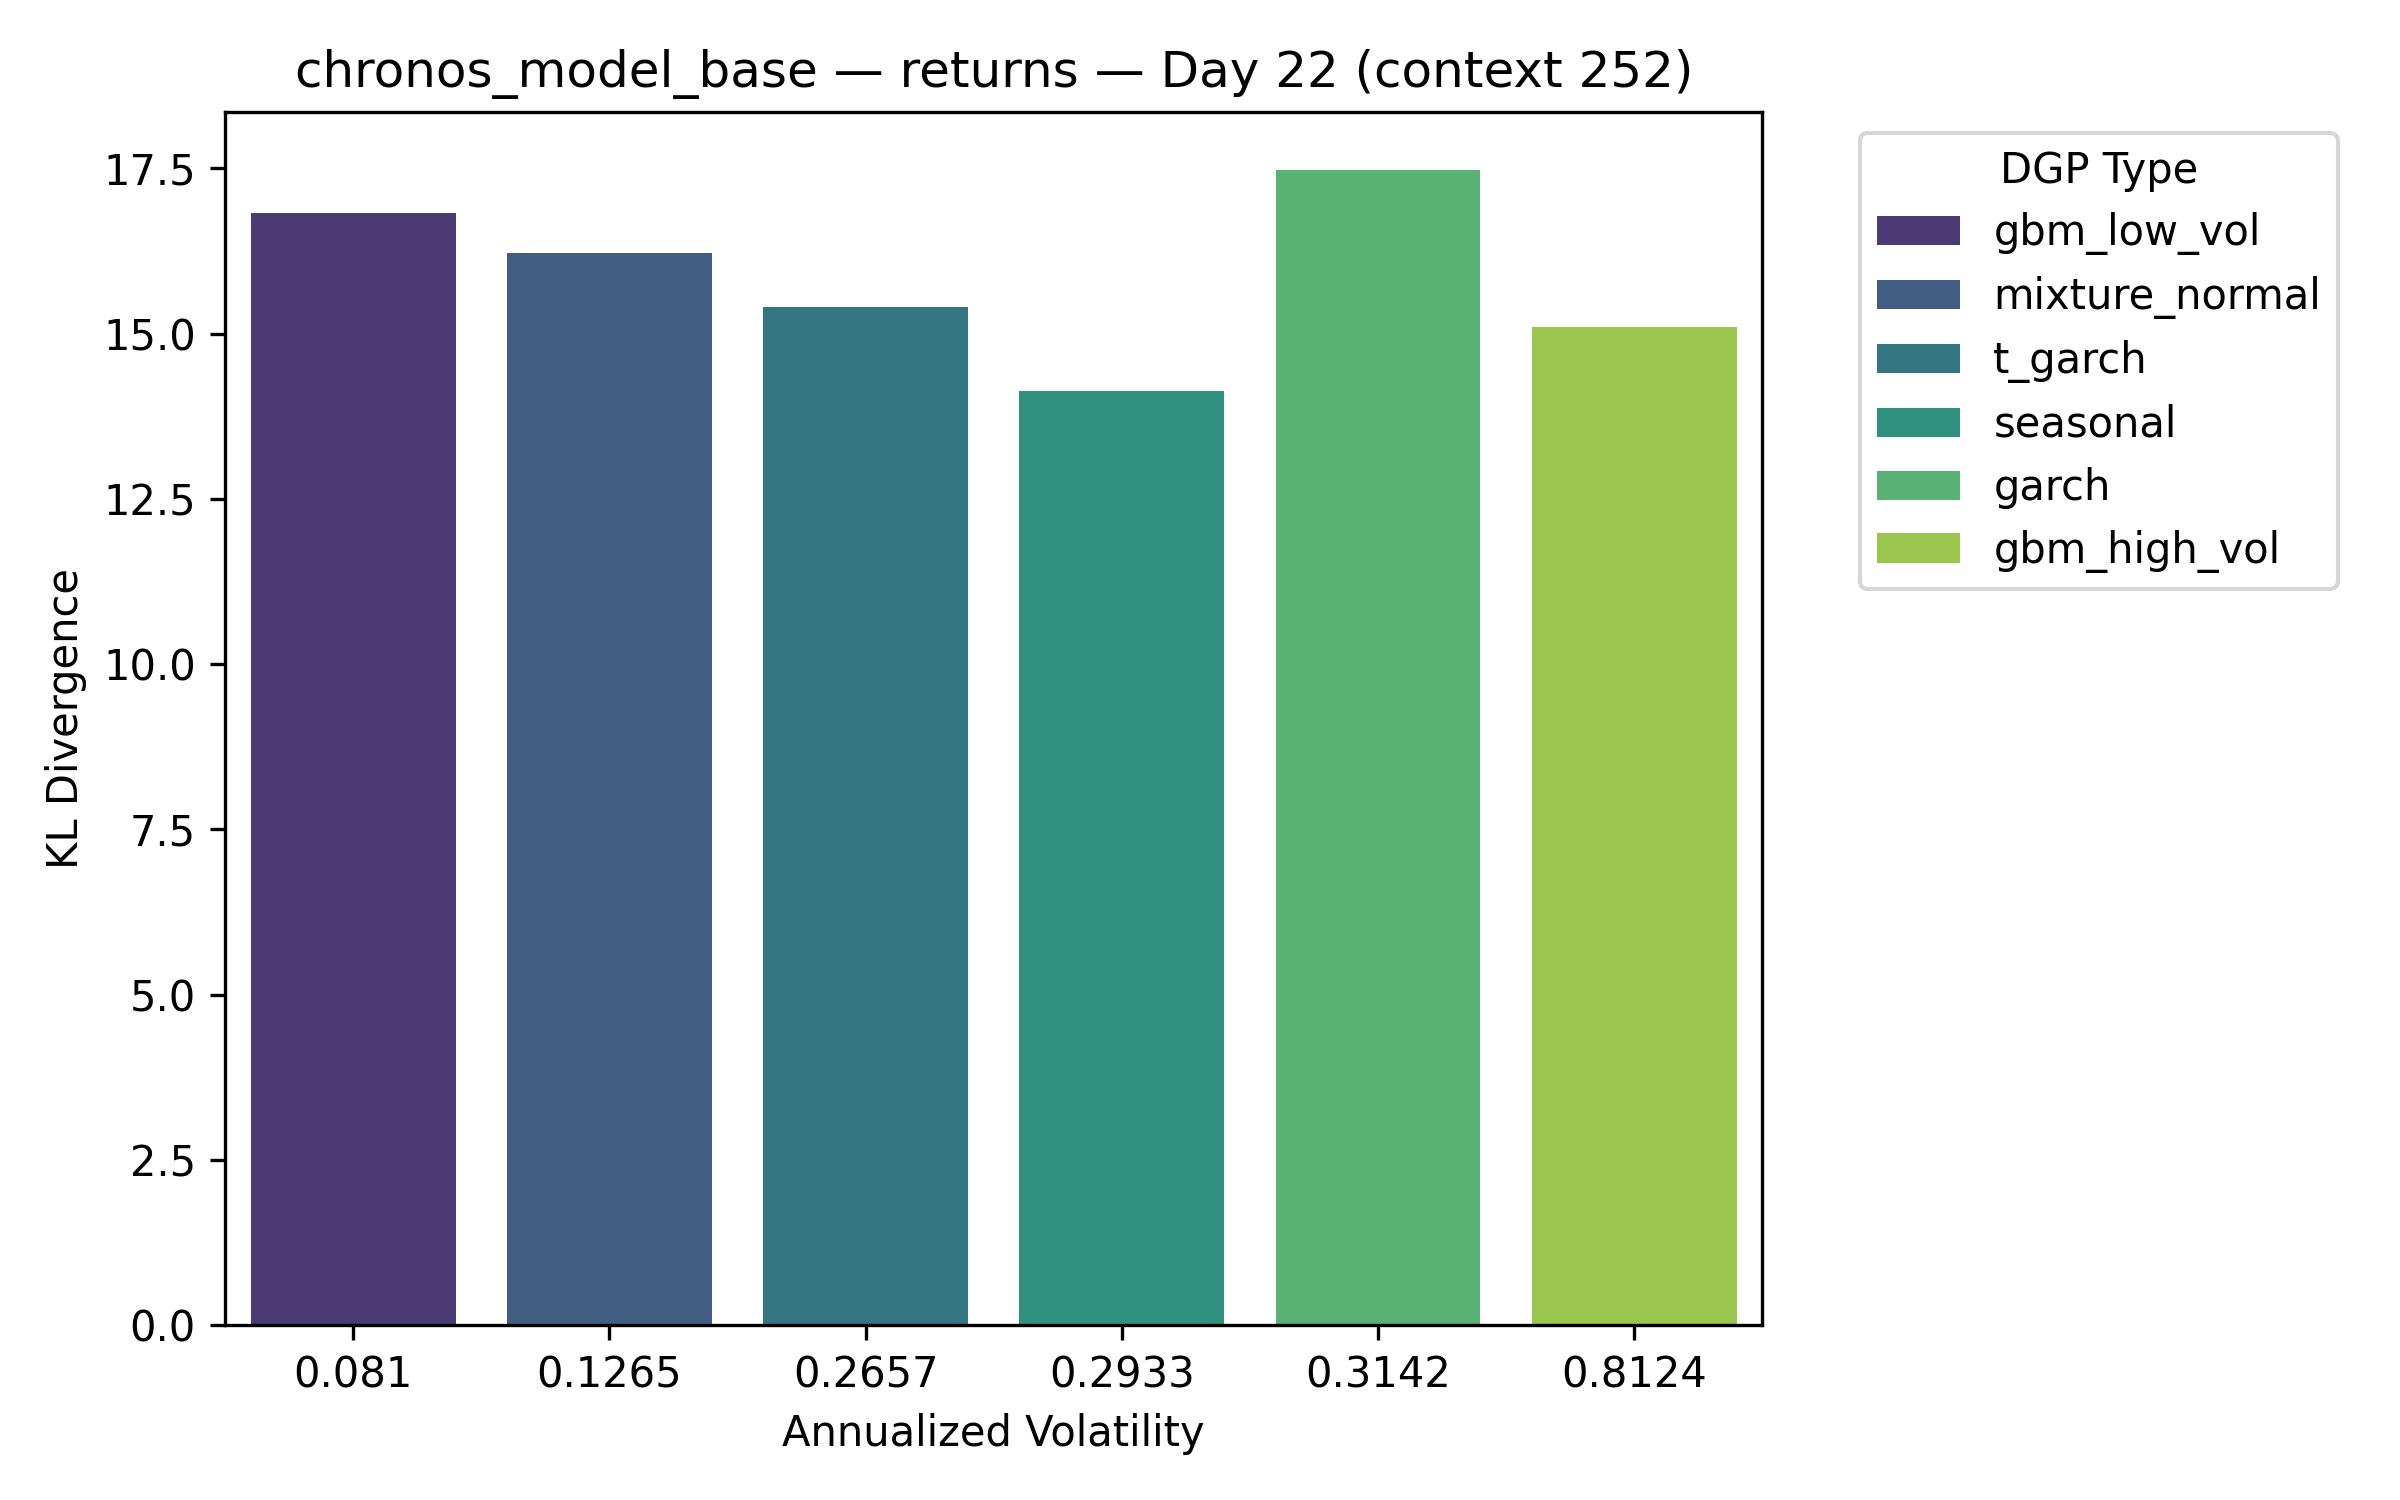 chronos_model_base — returns — Day 22 (context 252)
KL Divergence
17.5
15.0
12.5
10.0
7.5
5.0
2.5
0.0
0.081 0.1265 0.2657 0.2933 0.3142 0.8124
Annualized Volatility
DGP Type
gbm_low_vol
mixture_normal
t_garch
seasonal
garch
gbm_high_vol